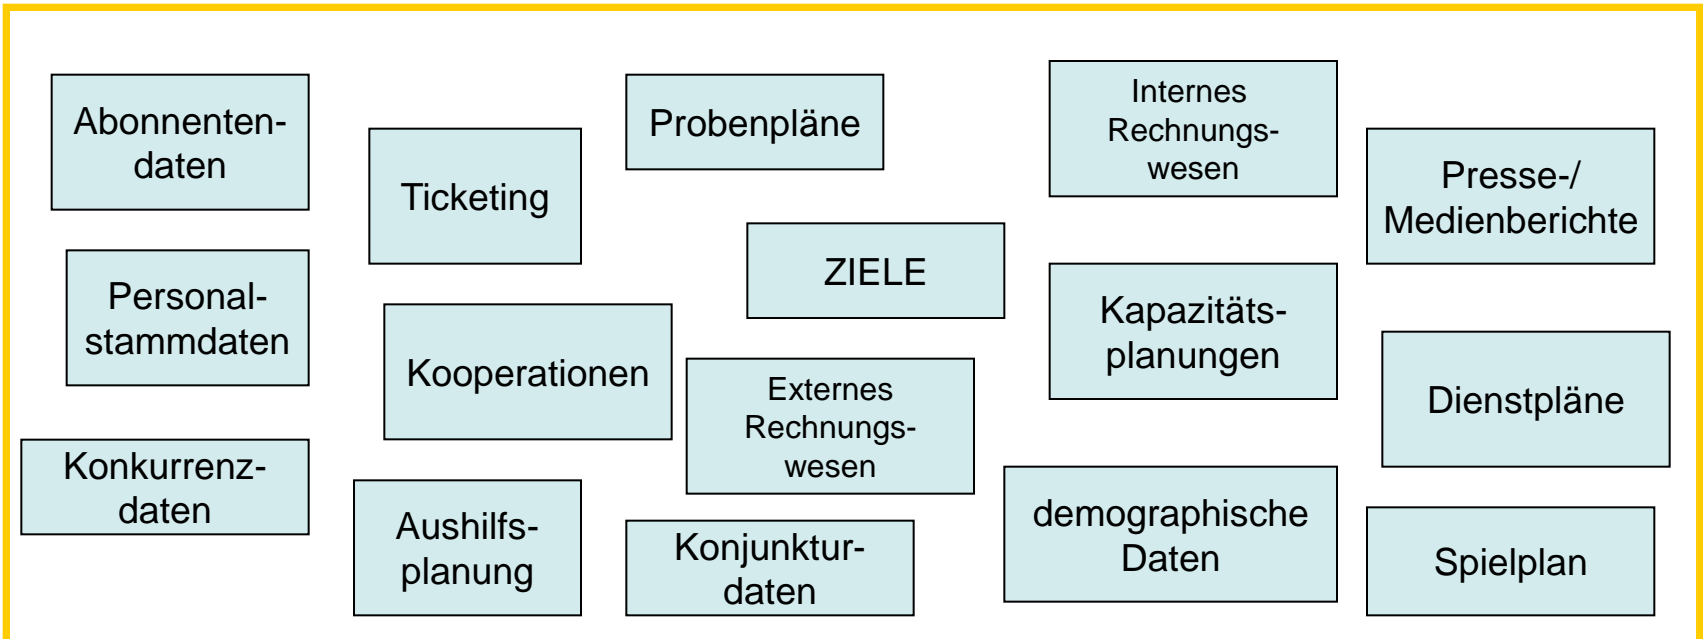 Abonnenten-
daten
Ticketing
Probenpläne
Internes
Rechnungs-
wesen
Presse-/
Medienberichte
Personal-
stammdaten
Kooperationen
ZIELE
Externes
Rechnungs-
wesen
Kapazitäts-
planungen
Dienstpläne
Konkurrenz-
daten
Aushilfs-
planung
Konjunktur-
daten
demographische
Daten
Spielplan